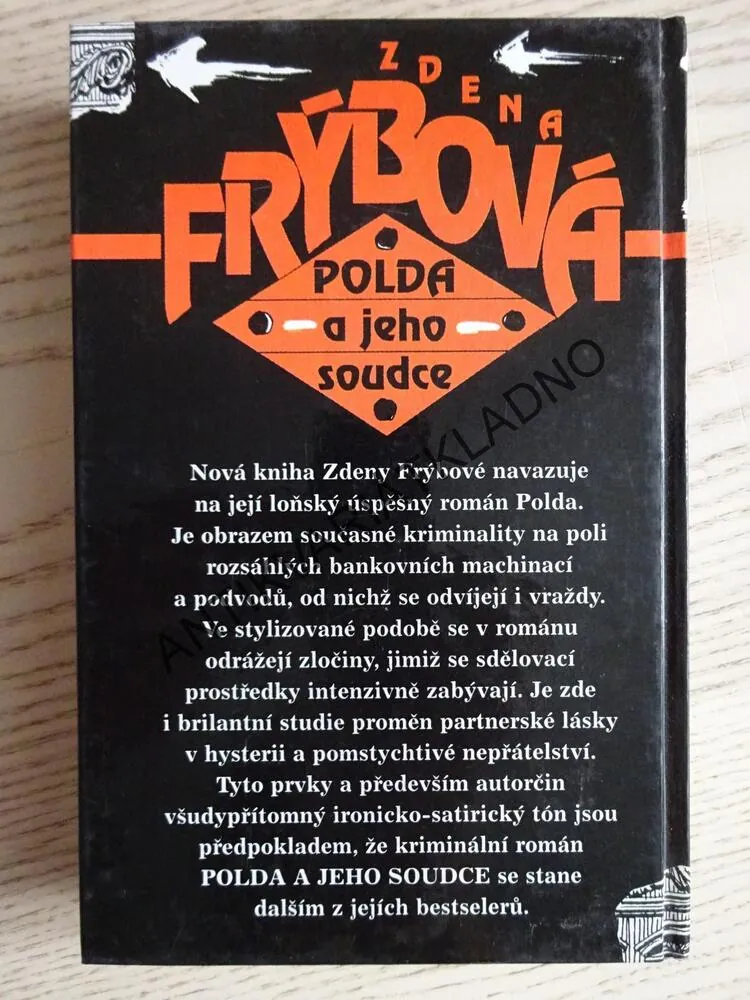 ZDENA
FRÝBOVÁ
POLDA
a jeho
soudce
Nová kniha Zdeny Frýbové navazuje
na její loňský úspěšný román Polda.
Je obrazem současné kriminality na poli
rozsáhlých bankovních machinací
a podvodů, od nichž se odvíjejí i vraždy.
Ve stylizované podobě se v románu
odrážejí zločiny, jimiž se sdělovací
prostředky intenzivně zabývají. Je zde
i brilantní studie proměn partnerské lásky
v hysterii a pomstychtivé nepřátelství.
Tyto prvky a především autorčin
všudypřítomný ironicko-satirický tón jsou
předpokladem, že kriminální román
POLDA A JEHO SOUDCE se stane
dalším z jejích bestselerů.
ANTIKVARIATKLADNO